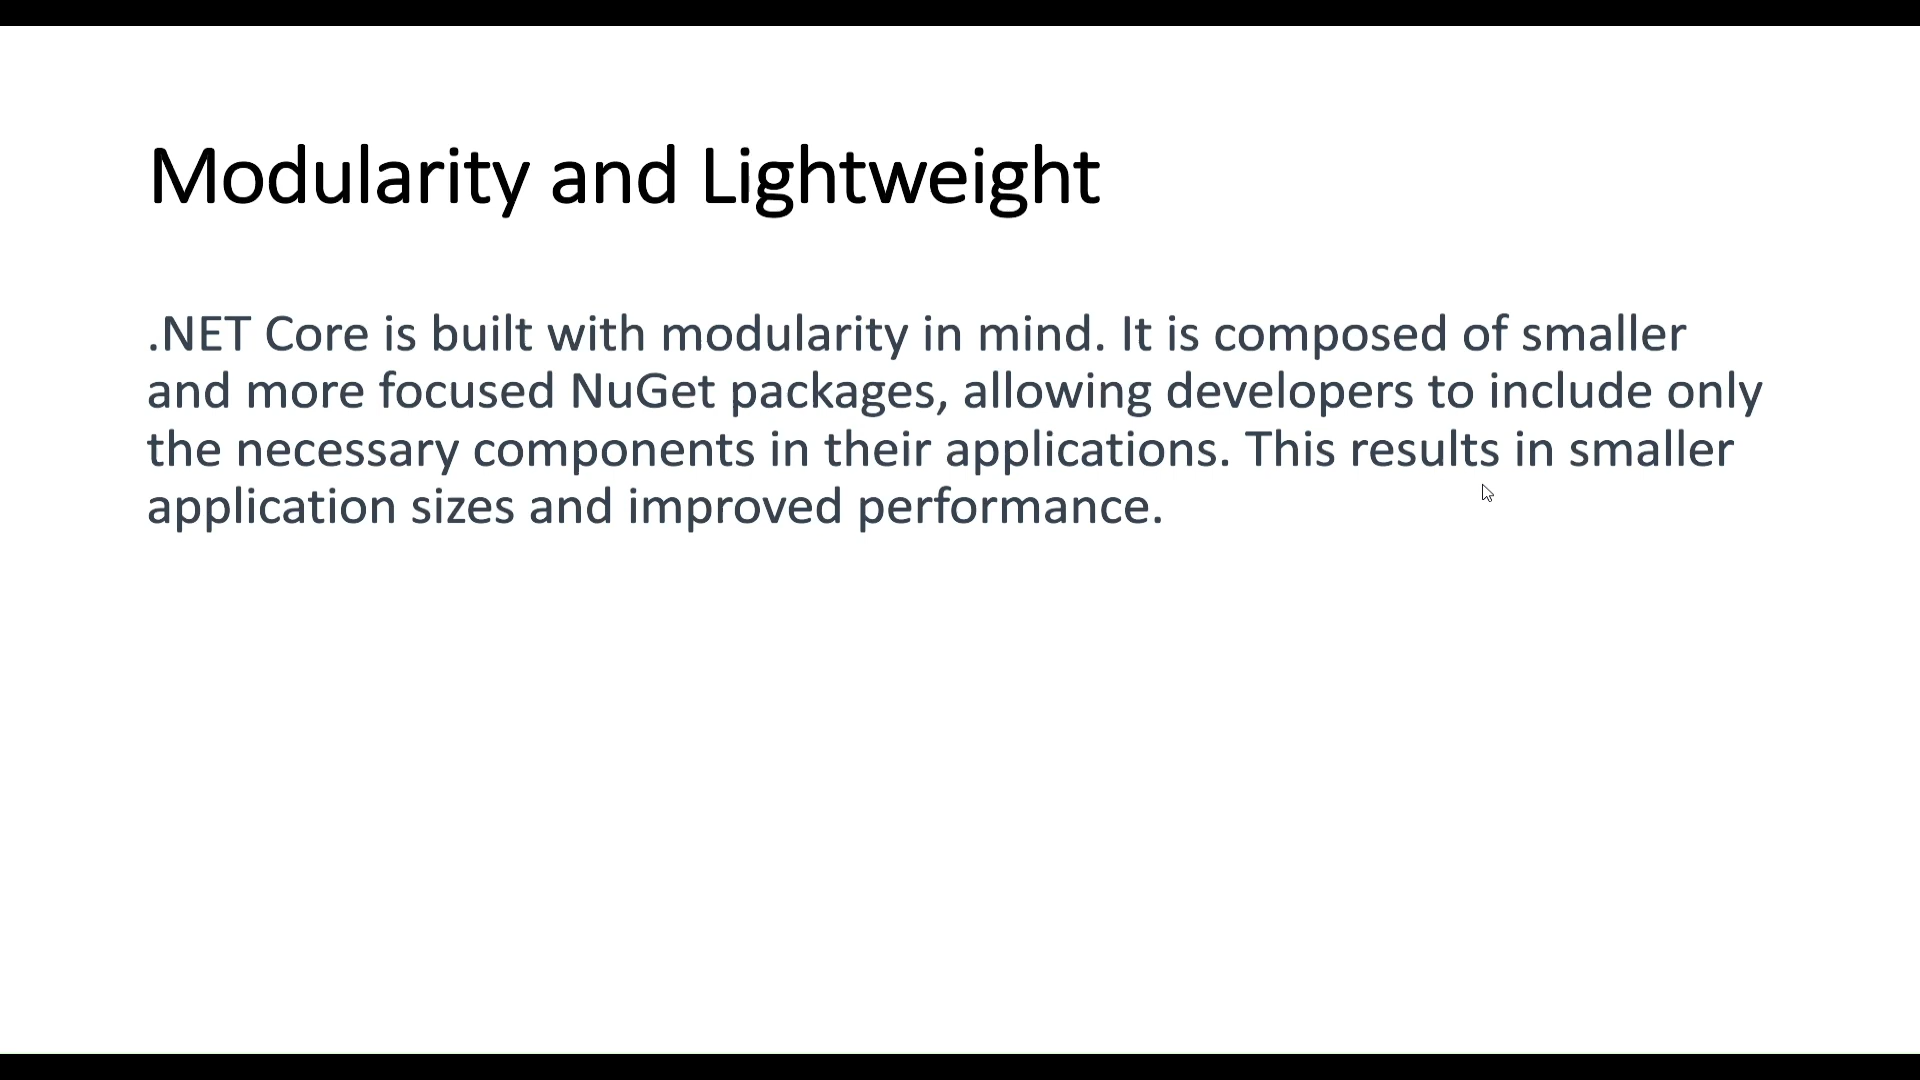 Modularity and Lightweight
.NET Core is built with modularity in mind. It is composed of smaller
and more focused NuGet packages, allowing developers to include only
the necessary components in their applications. This results in smaller
application sizes and improved performance.